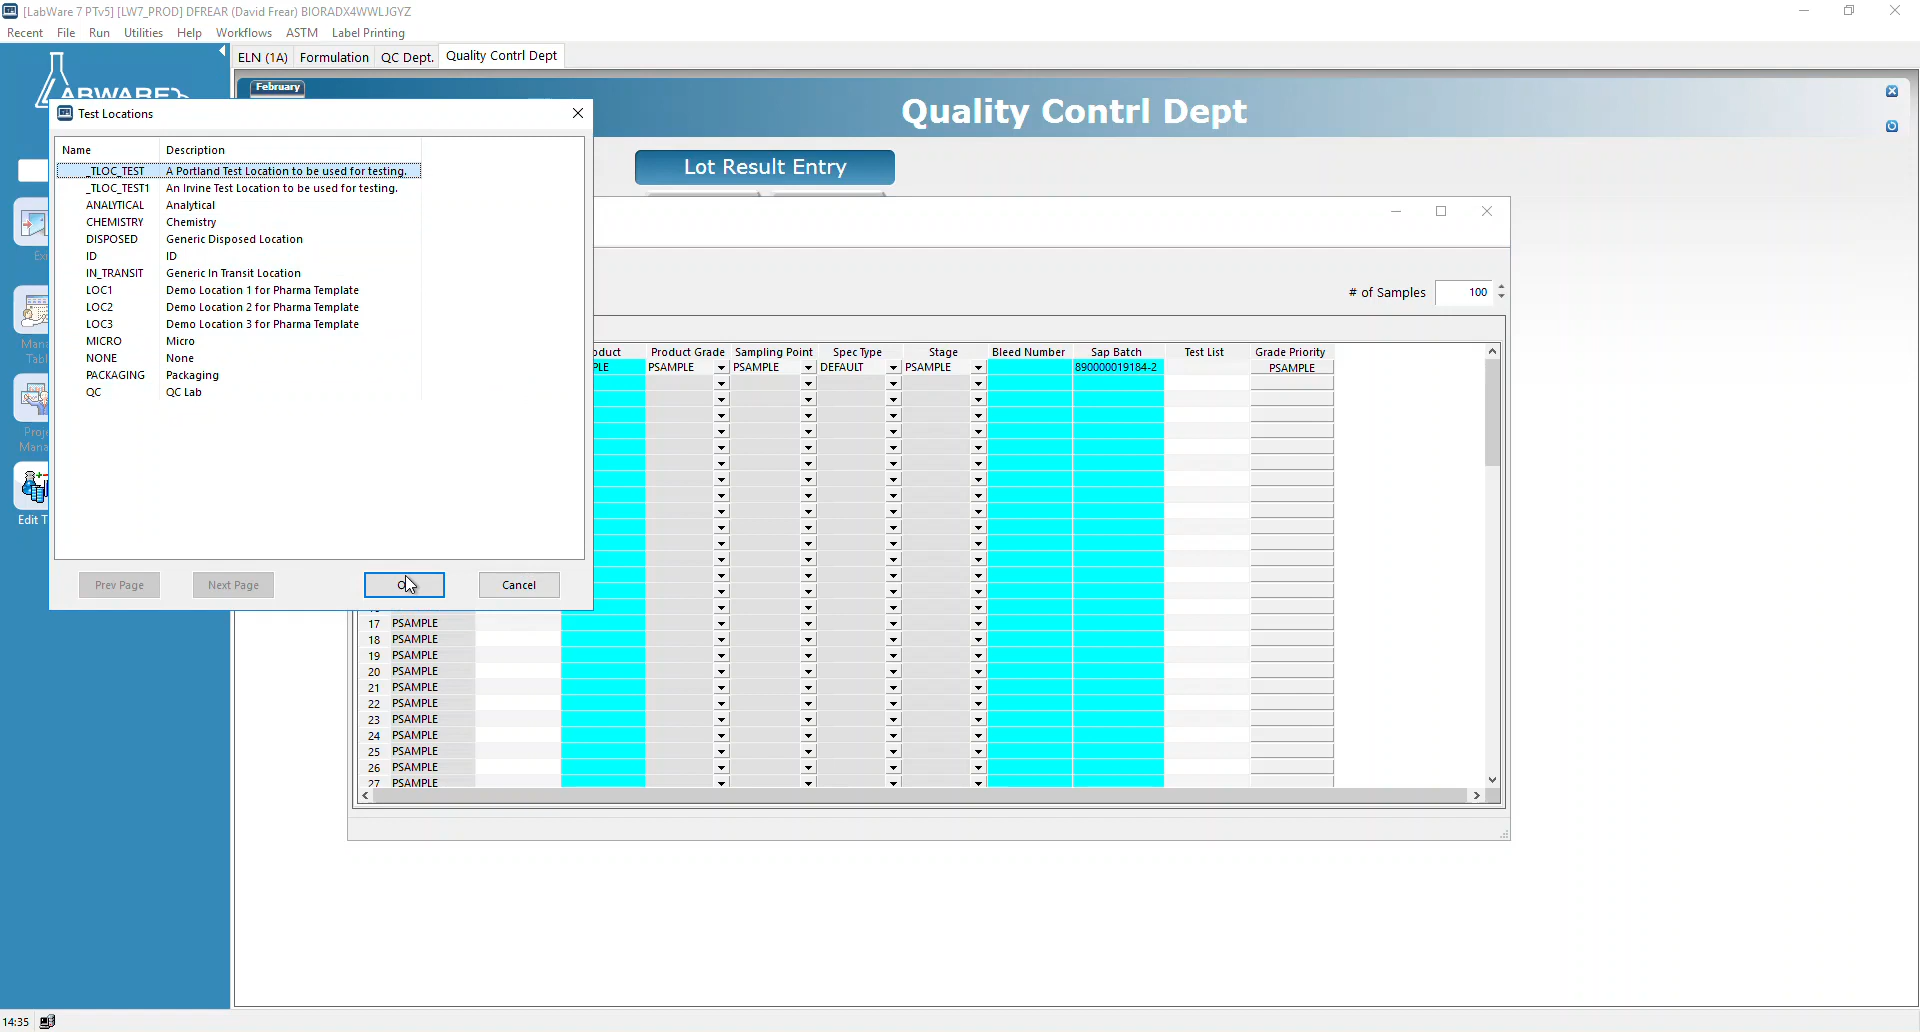 [LabWare 7 PTv5] [LW7_PROD] DFREAR (David Frear) BIORADX4WWLJGYZ
Recent File Run Utilities Help Workflows ASTM Label Printing
ELN (1A) Formulation QC Dept. Quality Contrl Dept
February
Quality Contrl Dept
Lot Result Entry
Test Locations
Name Description
_TLOC_TEST A Portland Test Location to be used for testing.
_TLOC_TEST1 An Irvine Test Location to be used for testing.
ANALYTICAL Analytical
CHEMISTRY Chemistry
DISPOSED Generic Disposed Location
ID ID
IN_TRANSIT Generic In Transit Location
LOC1 Demo Location 1 for Pharma Template
LOC2 Demo Location 2 for Pharma Template
LOC3 Demo Location 3 for Pharma Template
MICRO Micro
NONE None
PACKAGING Packaging
QC QC Lab
Prev Page Next Page Cancel
Edit T
# of Samples 100
Product Grade Sampling Point Spec Type Stage Bleed Number Sap Batch Test List Grade Priority
PLE PSAMPLE PSAMPLE DEFAULT PSAMPLE 890000019184-2 PSAMPLE
17 PSAMPLE
18 PSAMPLE
19 PSAMPLE
20 PSAMPLE
21 PSAMPLE
22 PSAMPLE
23 PSAMPLE
24 PSAMPLE
25 PSAMPLE
26 PSAMPLE
27 PSAMPLE
14:35